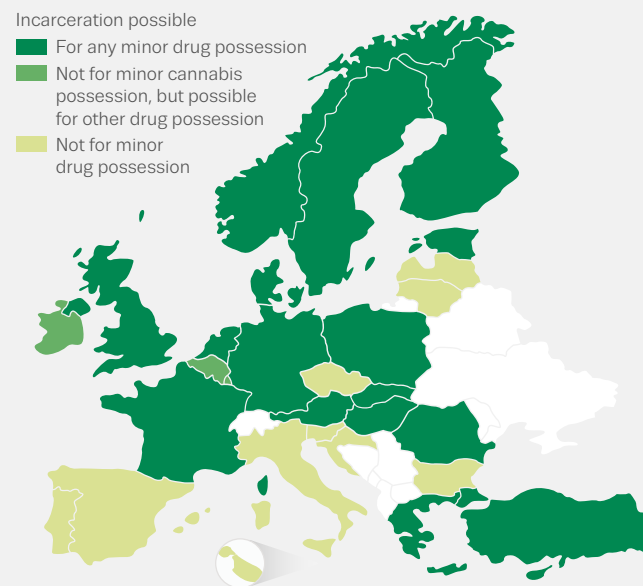 Incarceration possible
For any minor drug possession
Not for minor cannabis
possession, but possible
for other drug possession
Not for minor
drug possession